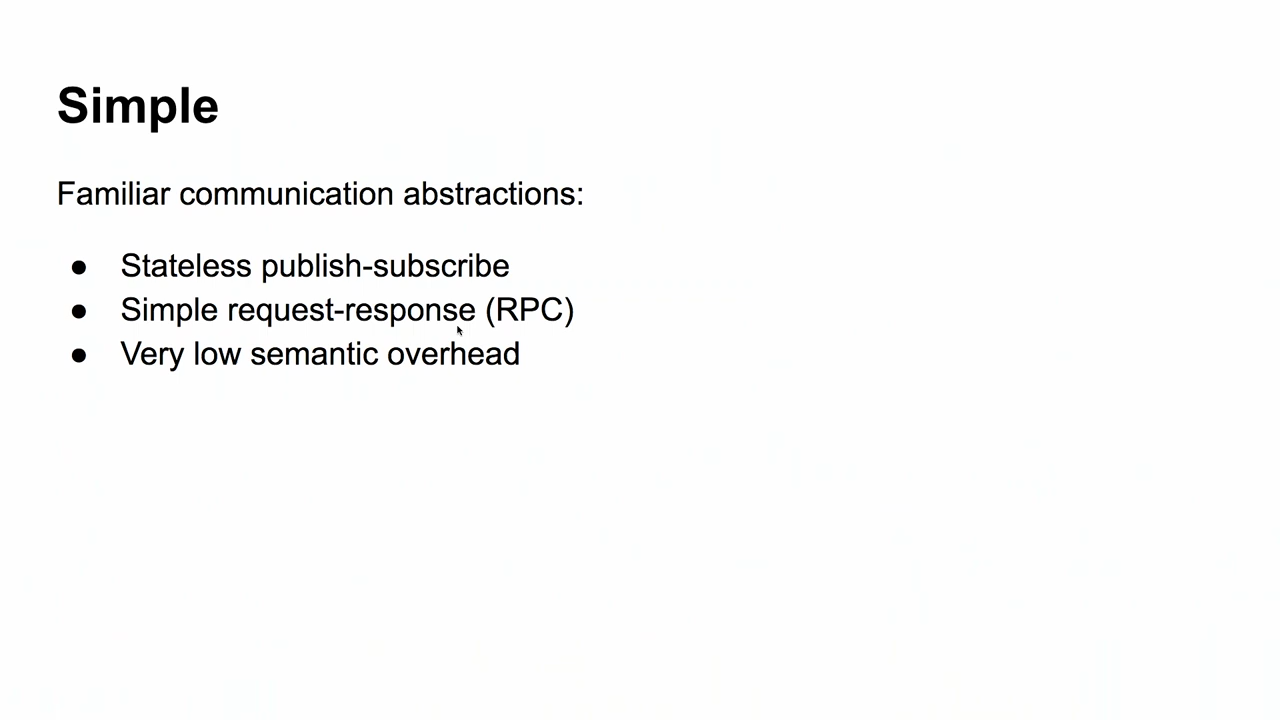 Simple
Familiar communication abstractions:
● Stateless publish-subscribe
● Simple request-response (RPC)
● Very low semantic overhead